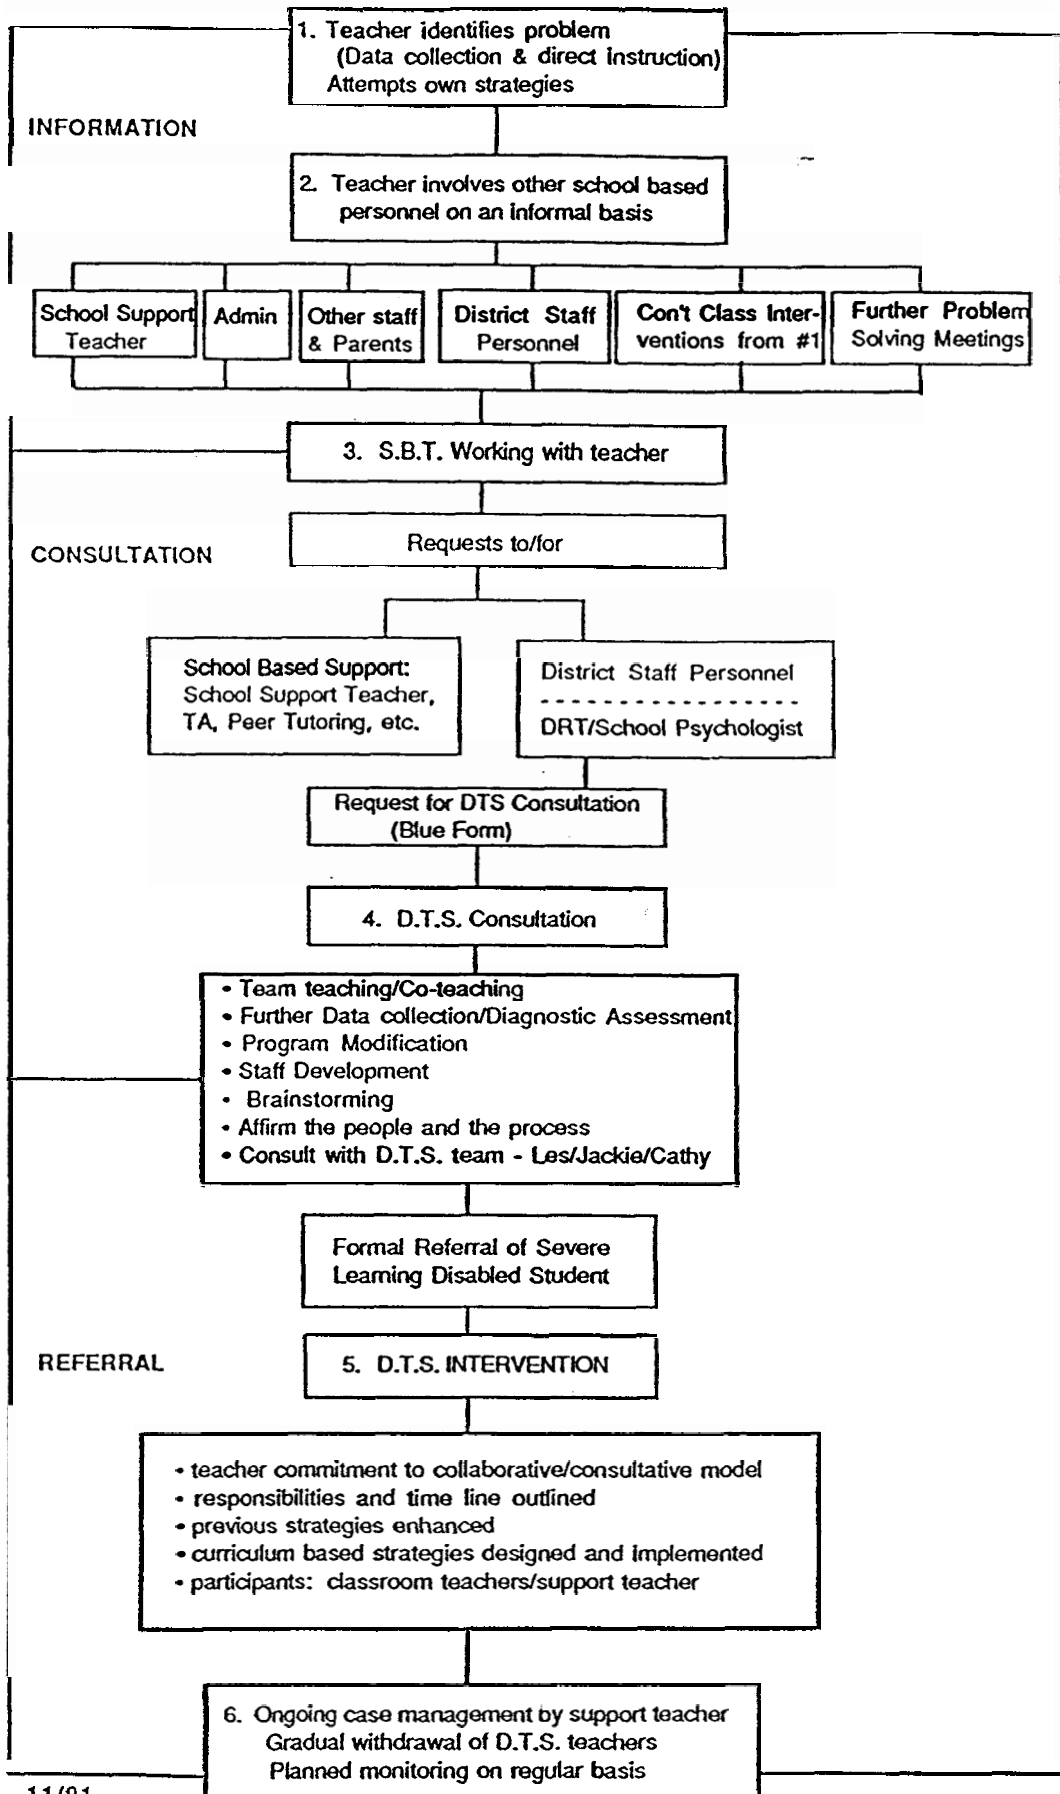 1. Teacher identifies problem
(Data collection & direct instruction)
Attempts own strategies
INFORMATION
2. Teacher involves other school based
personnel on an informal basis
School Support
Teacher
Admin
Other staff
& Parents
District Staff
Personnel
Con't Class Inter-
ventions from #1
Further Problem
Solving Meetings
3. S.B.T. Working with teacher
Requests to/for
CONSULTATION
School Based Support:
School Support Teacher,
TA, Peer Tutoring, etc.
District Staff Personnel
- - - - - - - - - - - - - - - - -
DRT/School Psychologist
Request for DTS Consultation
(Blue Form)
4. D.T.S. Consultation
• Team teaching/Co-teaching
• Further Data collection/Diagnostic Assessment
• Program Modification
• Staff Development
• Brainstorming
• Affirm the people and the process
• Consult with D.T.S. team - Les/Jackie/Cathy
Formal Referral of Severe
Learning Disabled Student
REFERRAL
5. D.T.S. INTERVENTION
• teacher commitment to collaborative/consultative model
• responsibilities and time line outlined
• previous strategies enhanced
• curriculum based strategies designed and implemented
• participants: classroom teachers/support teacher
6. Ongoing case management by support teacher
Gradual withdrawal of D.T.S. teachers
Planned monitoring on regular basis